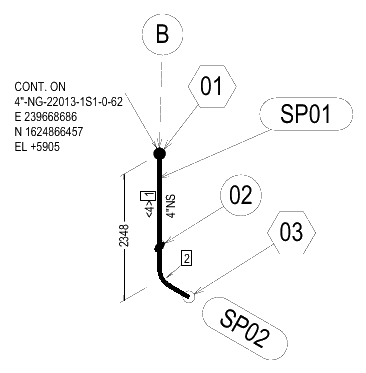 B
01
CONT. ON
4"-NG-22013-1S1-0-62
E 239668686
N 1624866457
EL +5905
SP01
<4> 1
4"NS
02
2348
03
2
SP02